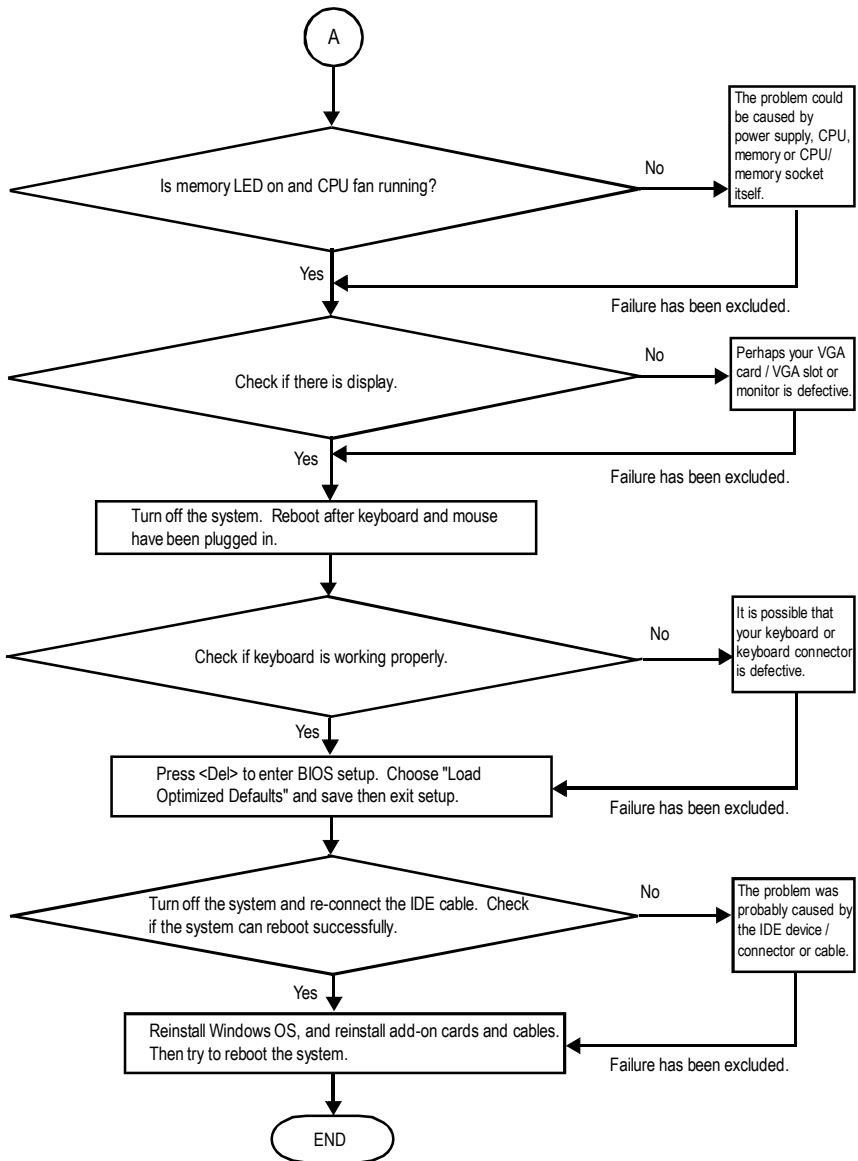 A
Is memory LED on and CPU fan running?
No
The problem could
be caused by
power supply, CPU,
memory or CPU/
memory socket
itself.
Yes
Failure has been excluded.
Check if there is display.
No
Perhaps your VGA
card / VGA slot or
monitor is defective.
Yes
Failure has been excluded.
Turn off the system. Reboot after keyboard and mouse
have been plugged in.
Check if keyboard is working properly.
No
It is possible that
your keyboard or
keyboard connector
is defective.
Yes
Press <Del> to enter BIOS setup. Choose "Load
Optimized Defaults" and save then exit setup.
Failure has been excluded.
Turn off the system and re-connect the IDE cable. Check
if the system can reboot successfully.
No
The problem was
probably caused by
the IDE device /
connector or cable.
Yes
Reinstall Windows OS, and reinstall add-on cards and cables.
Then try to reboot the system.
Failure has been excluded.
END